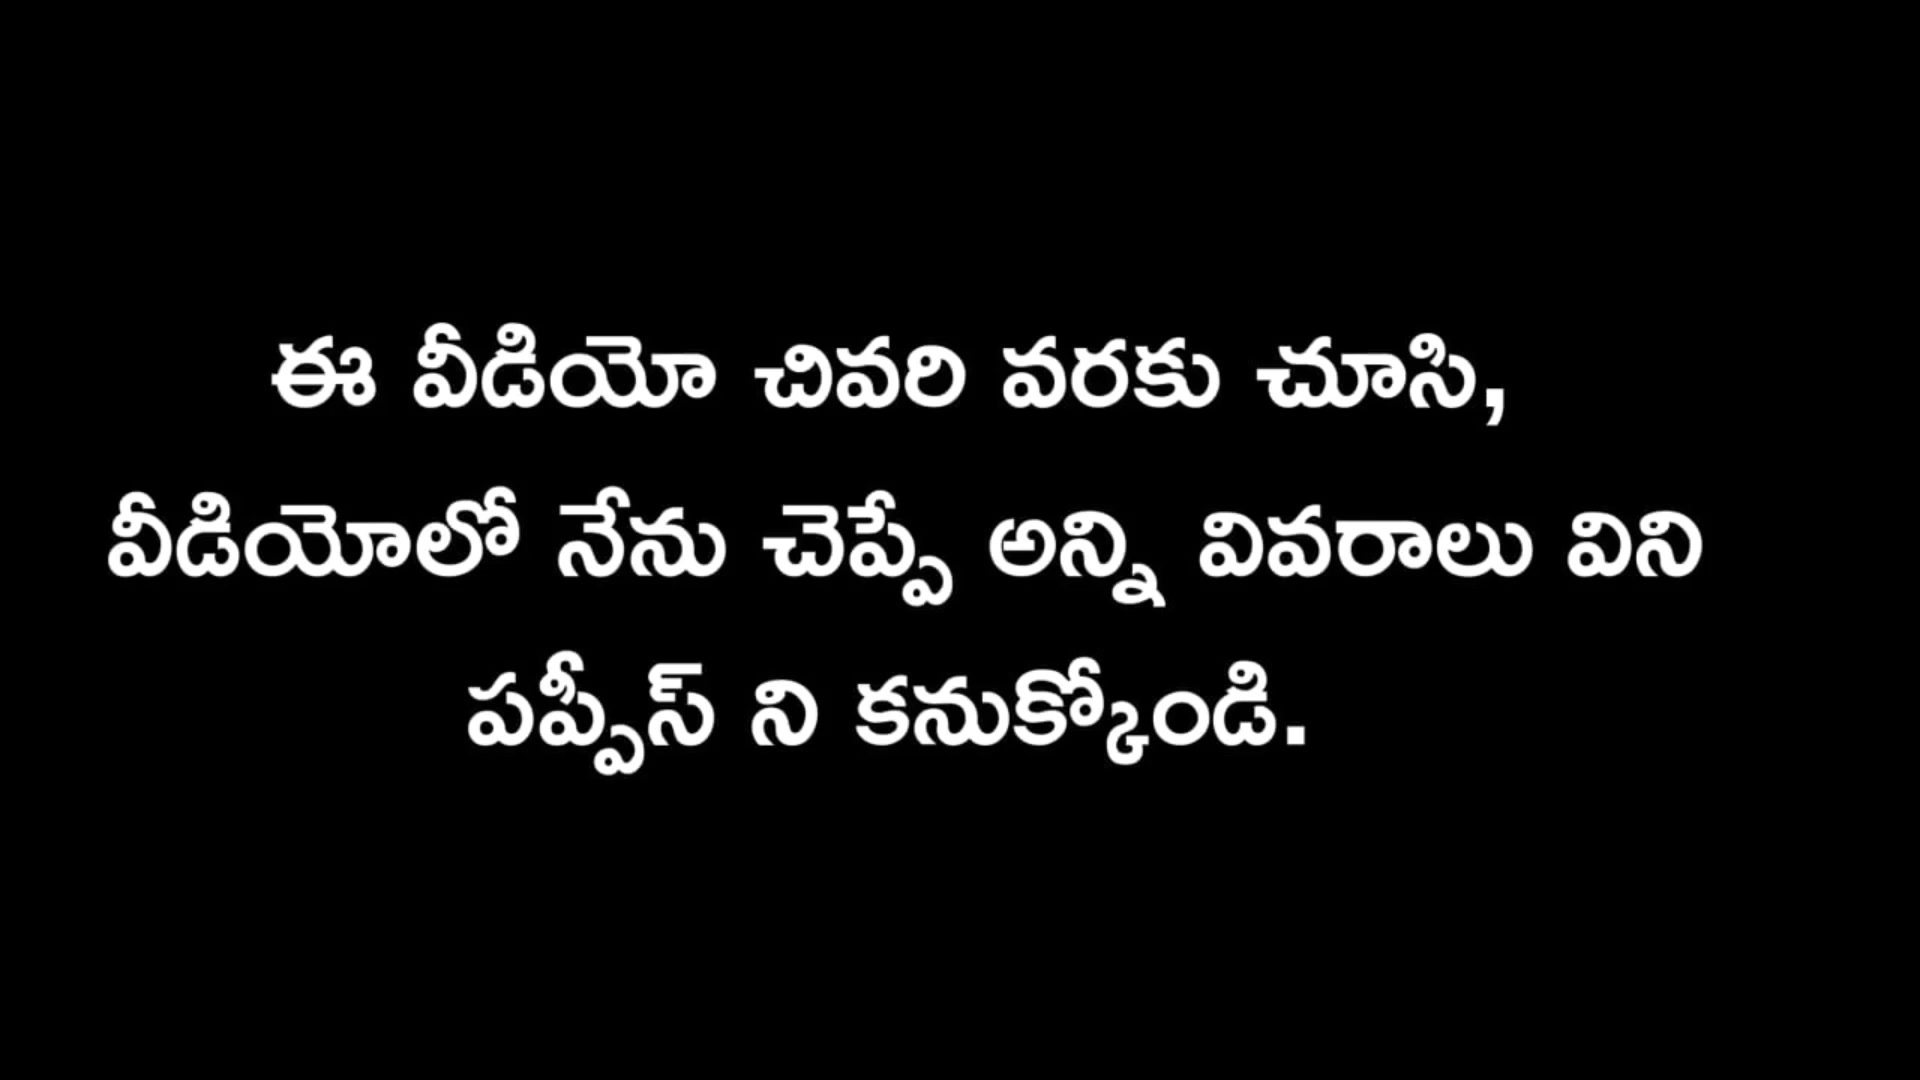 ఈ వీడియో చివరి వరకు చూసి,
వీడియోలో నేను చెప్పే అన్ని వివరాలు విని
పప్పీస్ ని కనుక్కోండి.